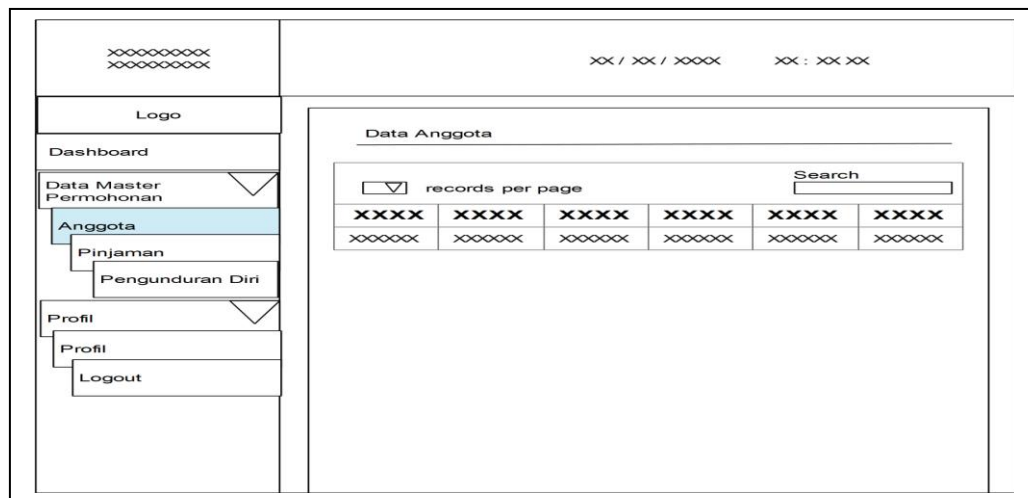 XXXXXXXXX
XXXXXXXXX
XX / XX / XXXX XX : XX XX
Logo
Dashboard
Data Master
Permohonan
Anggota
Pinjaman
Pengunduran Diri
Profil
Profil
Logout
Data Anggota
records per page
Search
XXXX XXXX XXXX XXXX XXXX XXXX
XXXXXX XXXXXX XXXXXX XXXXXX XXXXXX XXXXXX